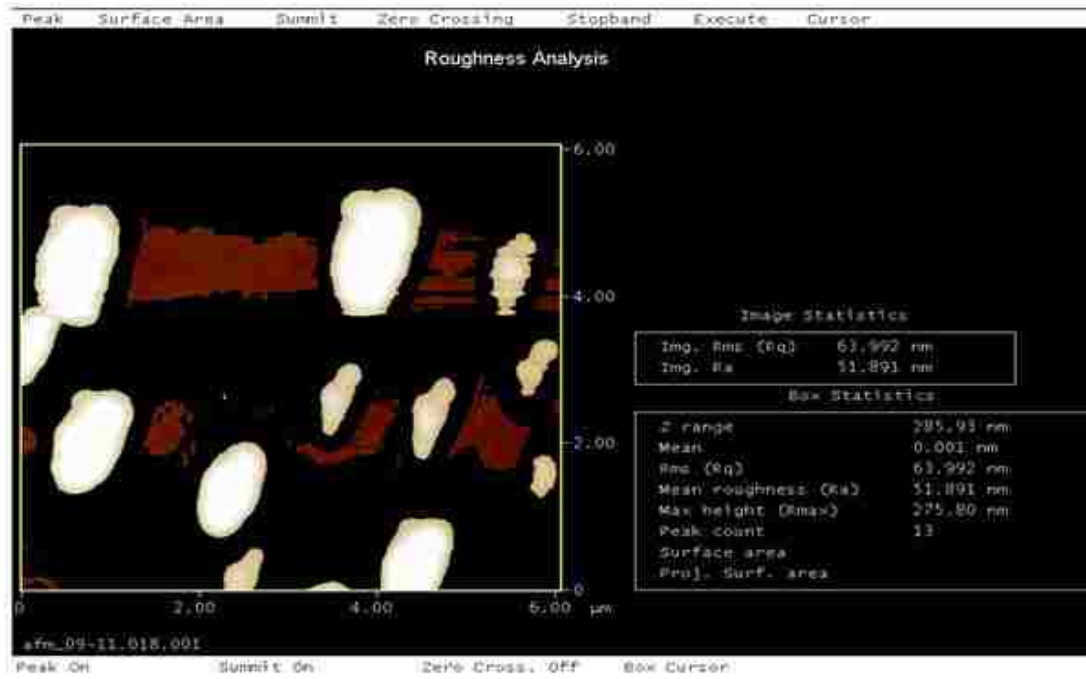 Peak Surface Area Summit Zero Crossing Stopband Execute Cursor
Roughness Analysis
6.00
4.00
2.00
0
0 2.00 4.00 6.00 µm
Image Statistics
Img. Rms (Rq) 63.992 nm
Img. Ra 51.891 nm
Box Statistics
Z range 285.93 nm
Mean 0.001 nm
Rms (Rq) 63.992 nm
Mean roughness (Ra) 51.891 nm
Max height (Rmax) 275.80 nm
Peak count 13
Surface area
Proj. Surf. area
afm_09-11.018.001
Peak On Summit On Zero Cross. Off Box Cursor